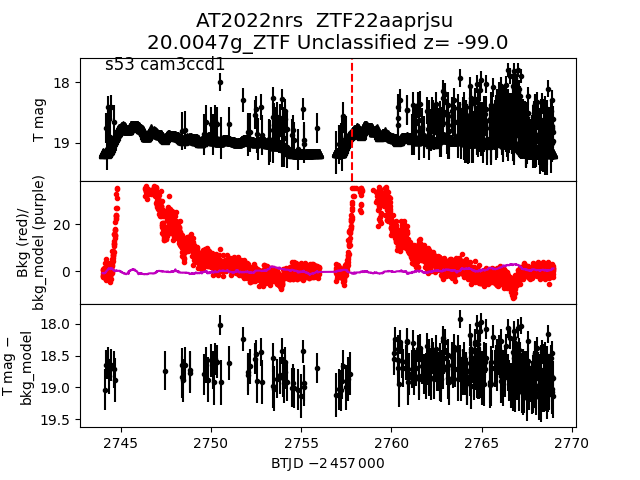 AT2022nrs  ZTF22aaprjsu
20.0047g_ZTF Unclassified z= -99.0
s53 cam3ccd1
18
19
T mag
20
0
Bkg (red)/
bkg_model (purple)
18.0
18.5
19.0
19.5
T mag −
bkg_model
2745 2750 2755 2760 2765 2770
BTJD −2 457 000